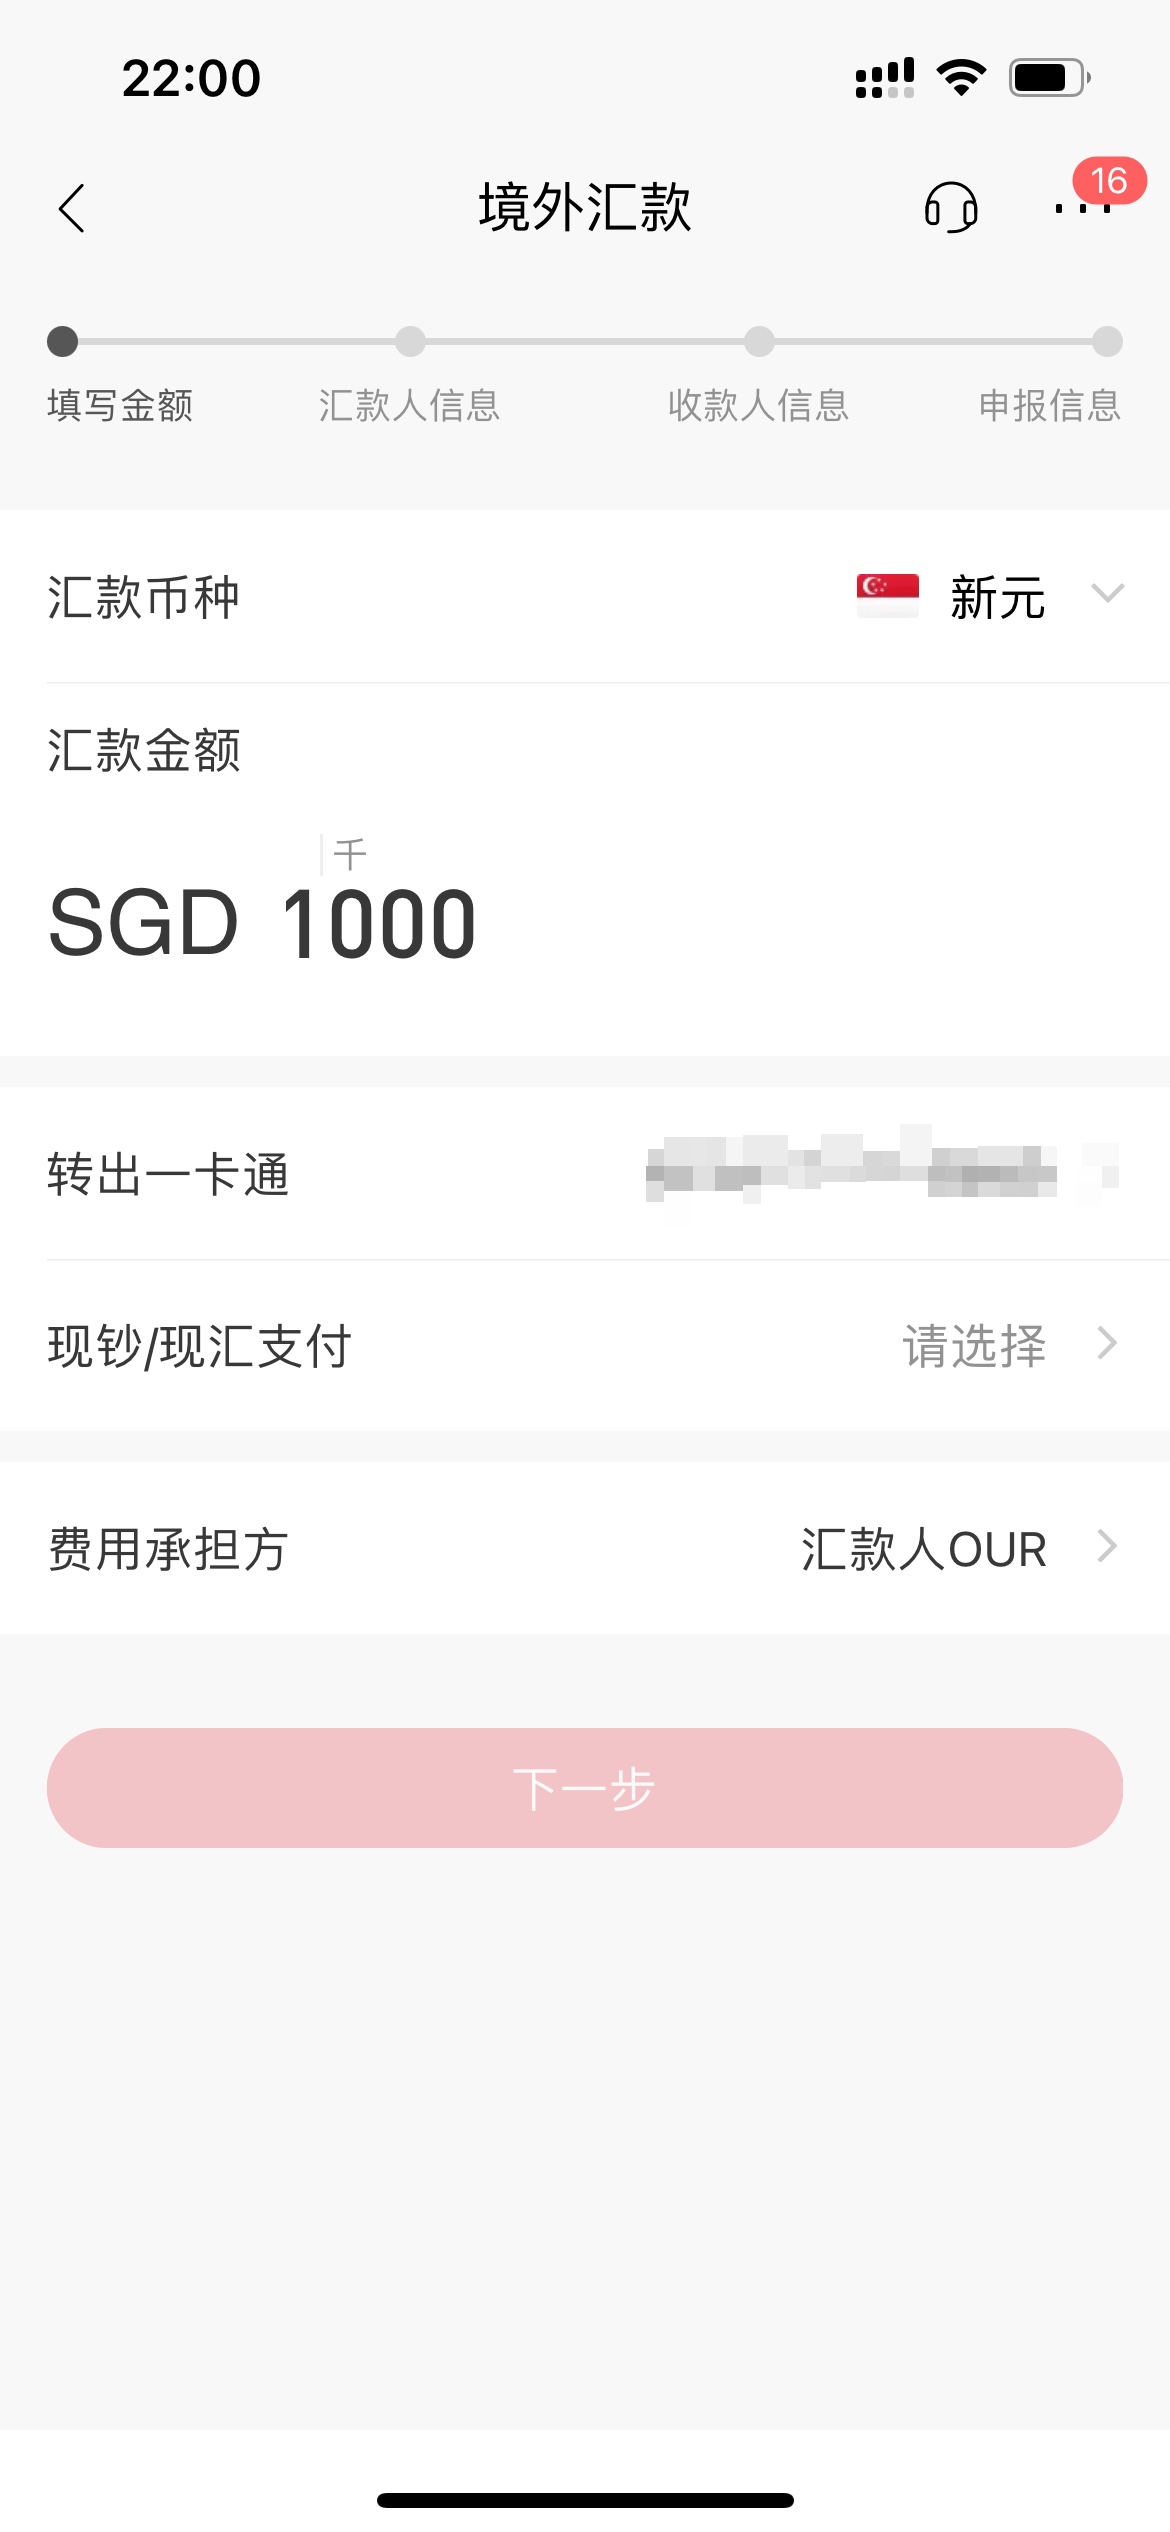 22:00
境外汇款
16
填写金额
汇款人信息
收款人信息
申报信息
汇款币种
新元
汇款金额
千
SGD 1000
转出一卡通
现钞/现汇支付
请选择
费用承担方
汇款人OUR
下一步